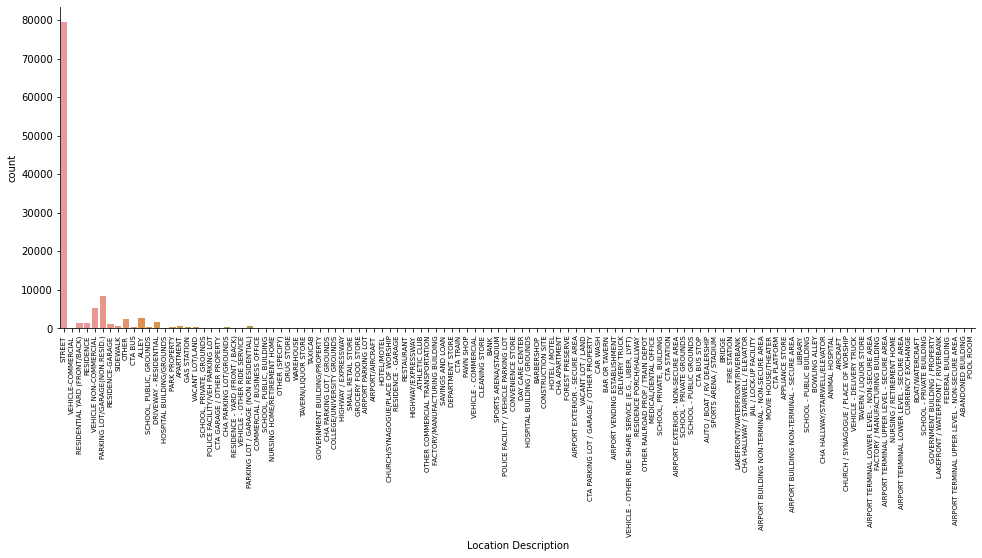 80000
70000
60000
50000
40000
30000
20000
10000
0
count
STREET
VEHICLE-COMMERCIAL
RESIDENTIAL YARD (FRONT/BACK)
RESIDENCE
VEHICLE NON-COMMERCIAL
PARKING LOT/GARAGE(NON.RESID.)
RESIDENCE-GARAGE
SIDEWALK
OTHER
CTA BUS
ALLEY
SCHOOL, PUBLIC, GROUNDS
DRIVEWAY - RESIDENTIAL
HOSPITAL BUILDING/GROUNDS
PARK PROPERTY
APARTMENT
GAS STATION
VACANT LOT/LAND
SCHOOL, PRIVATE, GROUNDS
POLICE FACILITY/VEH PARKING LOT
CTA GARAGE / OTHER PROPERTY
CHA PARKING LOT/GROUNDS
RESIDENCE - YARD (FRONT / BACK)
VEHICLE - OTHER RIDE SERVICE
PARKING LOT / GARAGE (NON RESIDENTIAL)
COMMERCIAL / BUSINESS OFFICE
SCHOOL, PUBLIC, BUILDING
NURSING HOME/RETIREMENT HOME
OTHER (SPECIFY)
DRUG STORE
WAREHOUSE
TAVERN/LIQUOR STORE
TAXICAB
GOVERNMENT BUILDING/PROPERTY
CHA PARKING LOT / GROUNDS
COLLEGE/UNIVERSITY GROUNDS
HIGHWAY / EXPRESSWAY
SMALL RETAIL STORE
GROCERY FOOD STORE
AIRPORT PARKING LOT
AIRPORT/AIRCRAFT
HOTEL/MOTEL
CHURCH/SYNAGOGUE/PLACE OF WORSHIP
RESIDENCE - GARAGE
RESTAURANT
HIGHWAY/EXPRESSWAY
ATHLETIC CLUB
OTHER COMMERCIAL TRANSPORTATION
FACTORY/MANUFACTURING BUILDING
SAVINGS AND LOAN
DEPARTMENT STORE
CTA TRAIN
PAWN SHOP
VEHICLE - COMMERCIAL
CLEANING STORE
BANK
SPORTS ARENA/STADIUM
POLICE FACILITY / VEHICLE PARKING LOT
CONVENIENCE STORE
DAY CARE CENTER
BARBERSHOP
CONSTRUCTION SITE
HOTEL / MOTEL
CHA APARTMENT
FOREST PRESERVE
HOSPITAL BUILDING / GROUNDS
AIRPORT EXTERIOR - SECURE AREA
VACANT LOT / LAND
CTA PARKING LOT / GARAGE / OTHER PROPERTY
CAR WASH
BAR OR TAVERN
AIRPORT VENDING ESTABLISHMENT
DELIVERY TRUCK
VEHICLE - OTHER RIDE SHARE SERVICE (E.G., UBER, LYFT)
RESIDENCE PORCH/HALLWAY
OTHER RAILROAD PROP / TRAIN DEPOT
MEDICAL/DENTAL OFFICE
SCHOOL, PRIVATE, BUILDING
CTA STATION
AIRPORT EXTERIOR - NON-SECURE AREA
SCHOOL - PRIVATE GROUNDS
SCHOOL - PUBLIC GROUNDS
CTA BUS STOP
AUTO / BOAT / RV DEALERSHIP
SPORTS ARENA / STADIUM
BRIDGE
FIRE STATION
LAKEFRONT/WATERFRONT/RIVERBANK
CHA HALLWAY / STAIRWELL / ELEVATOR
JAIL / LOCK-UP FACILITY
AIRPORT BUILDING NON-TERMINAL - NON-SECURE AREA
MOVIE HOUSE/THEATER
CTA PLATFORM
APPLIANCE STORE
AIRPORT BUILDING NON-TERMINAL - SECURE AREA
LIBRARY
SCHOOL - PUBLIC BUILDING
BOWLING ALLEY
CHA HALLWAY/STAIRWELL/ELEVATOR
ANIMAL HOSPITAL
AIRCRAFT
CHURCH / SYNAGOGUE / PLACE OF WORSHIP
VEHICLE - DELIVERY TRUCK
TAVERN / LIQUOR STORE
AIRPORT TERMINAL LOWER LEVEL - NON-SECURE AREA
FACTORY / MANUFACTURING BUILDING
AIRPORT TERMINAL UPPER LEVEL - SECURE AREA
NURSING / RETIREMENT HOME
AIRPORT TERMINAL LOWER LEVEL - SECURE AREA
CURRENCY EXCHANGE
BOAT/WATERCRAFT
SCHOOL - PRIVATE BUILDING
GOVERNMENT BUILDING / PROPERTY
LAKEFRONT / WATERFRONT / RIVERBANK
FEDERAL BUILDING
AIRPORT TERMINAL UPPER LEVEL - NON-SECURE AREA
ABANDONED BUILDING
POOL ROOM
Location Description